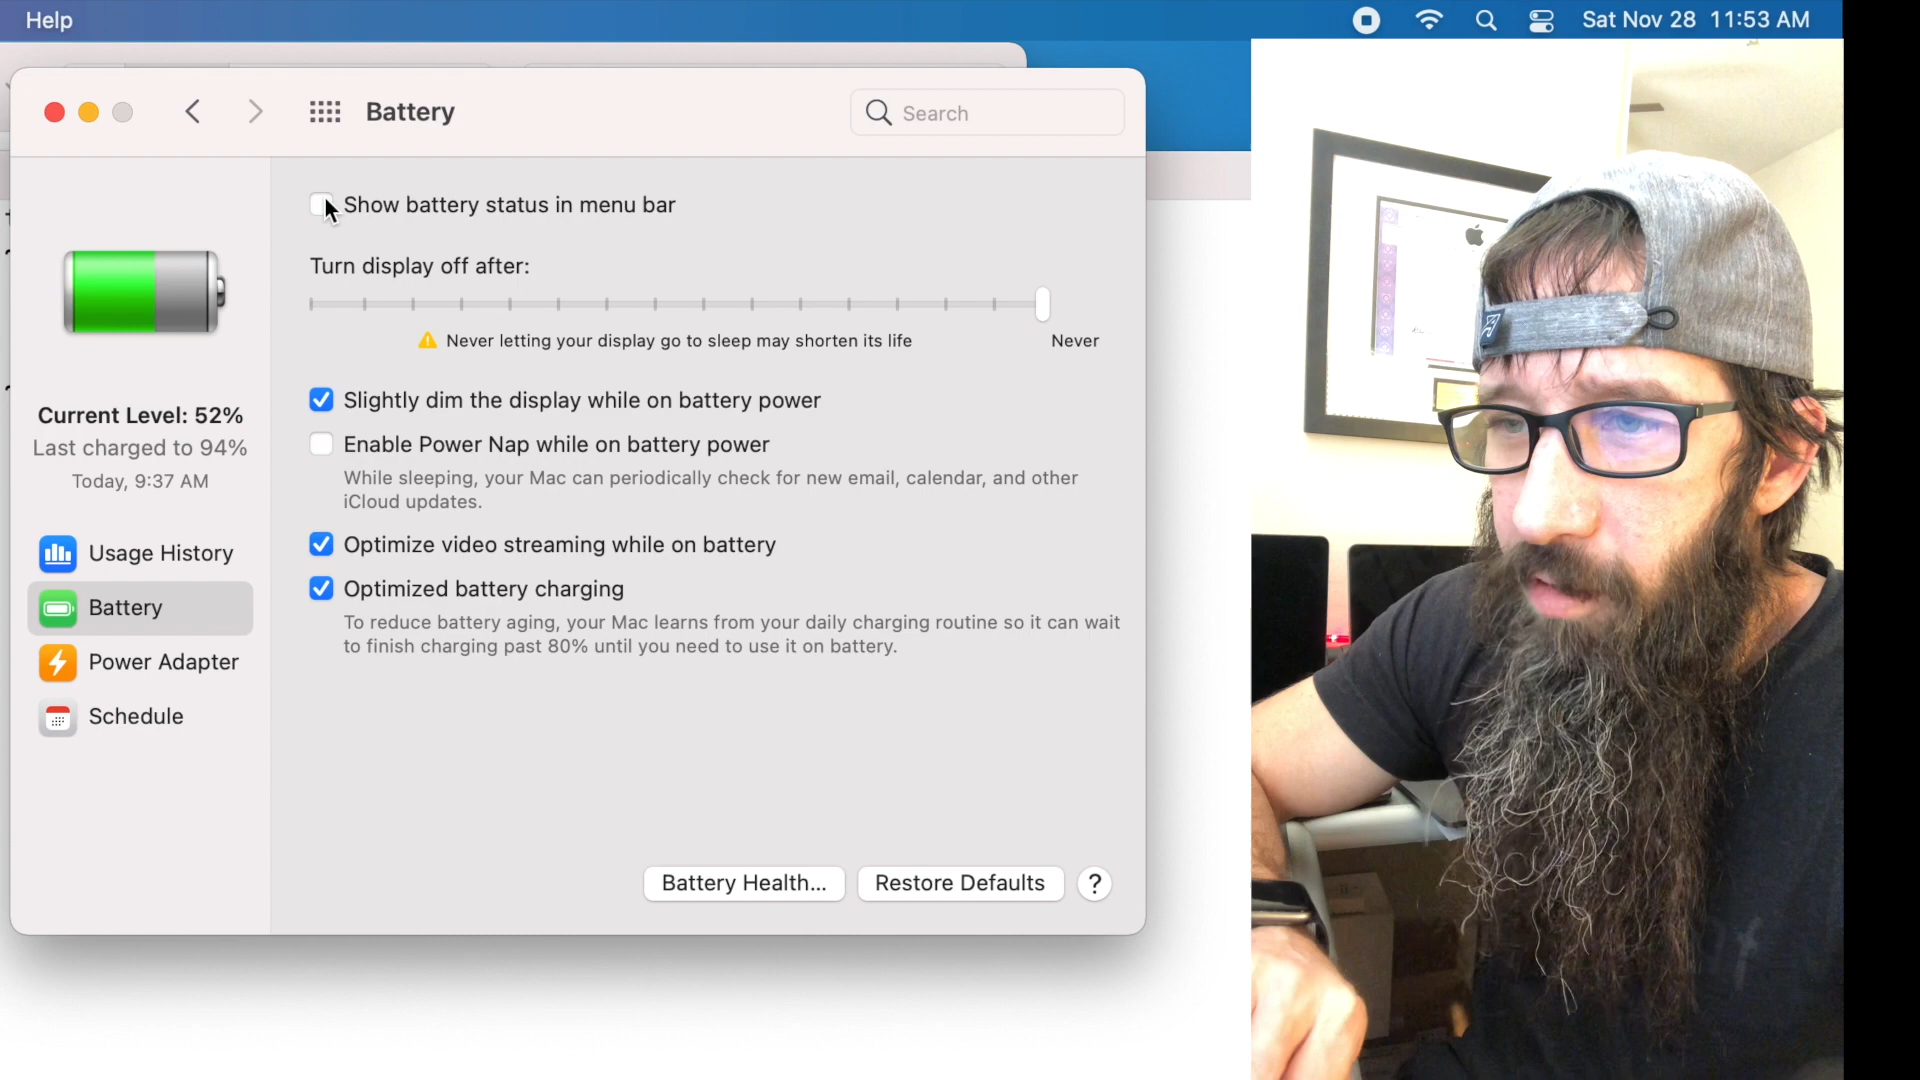 Help
Sat Nov 28 11:53 AM
Battery
Search
Show battery status in menu bar
Turn display off after:
Never letting your display go to sleep may shorten its life
Never
Current Level: 52%
Last charged to 94%
Today, 9:37 AM
Slightly dim the display while on battery power
Enable Power Nap while on battery power
While sleeping, your Mac can periodically check for new email, calendar, and other
iCloud updates.
Optimize video streaming while on battery
Optimized battery charging
To reduce battery aging, your Mac learns from your daily charging routine so it can wait
to finish charging past 80% until you need to use it on battery.
Usage History
Battery
Power Adapter
Schedule
Battery Health...
Restore Defaults
?